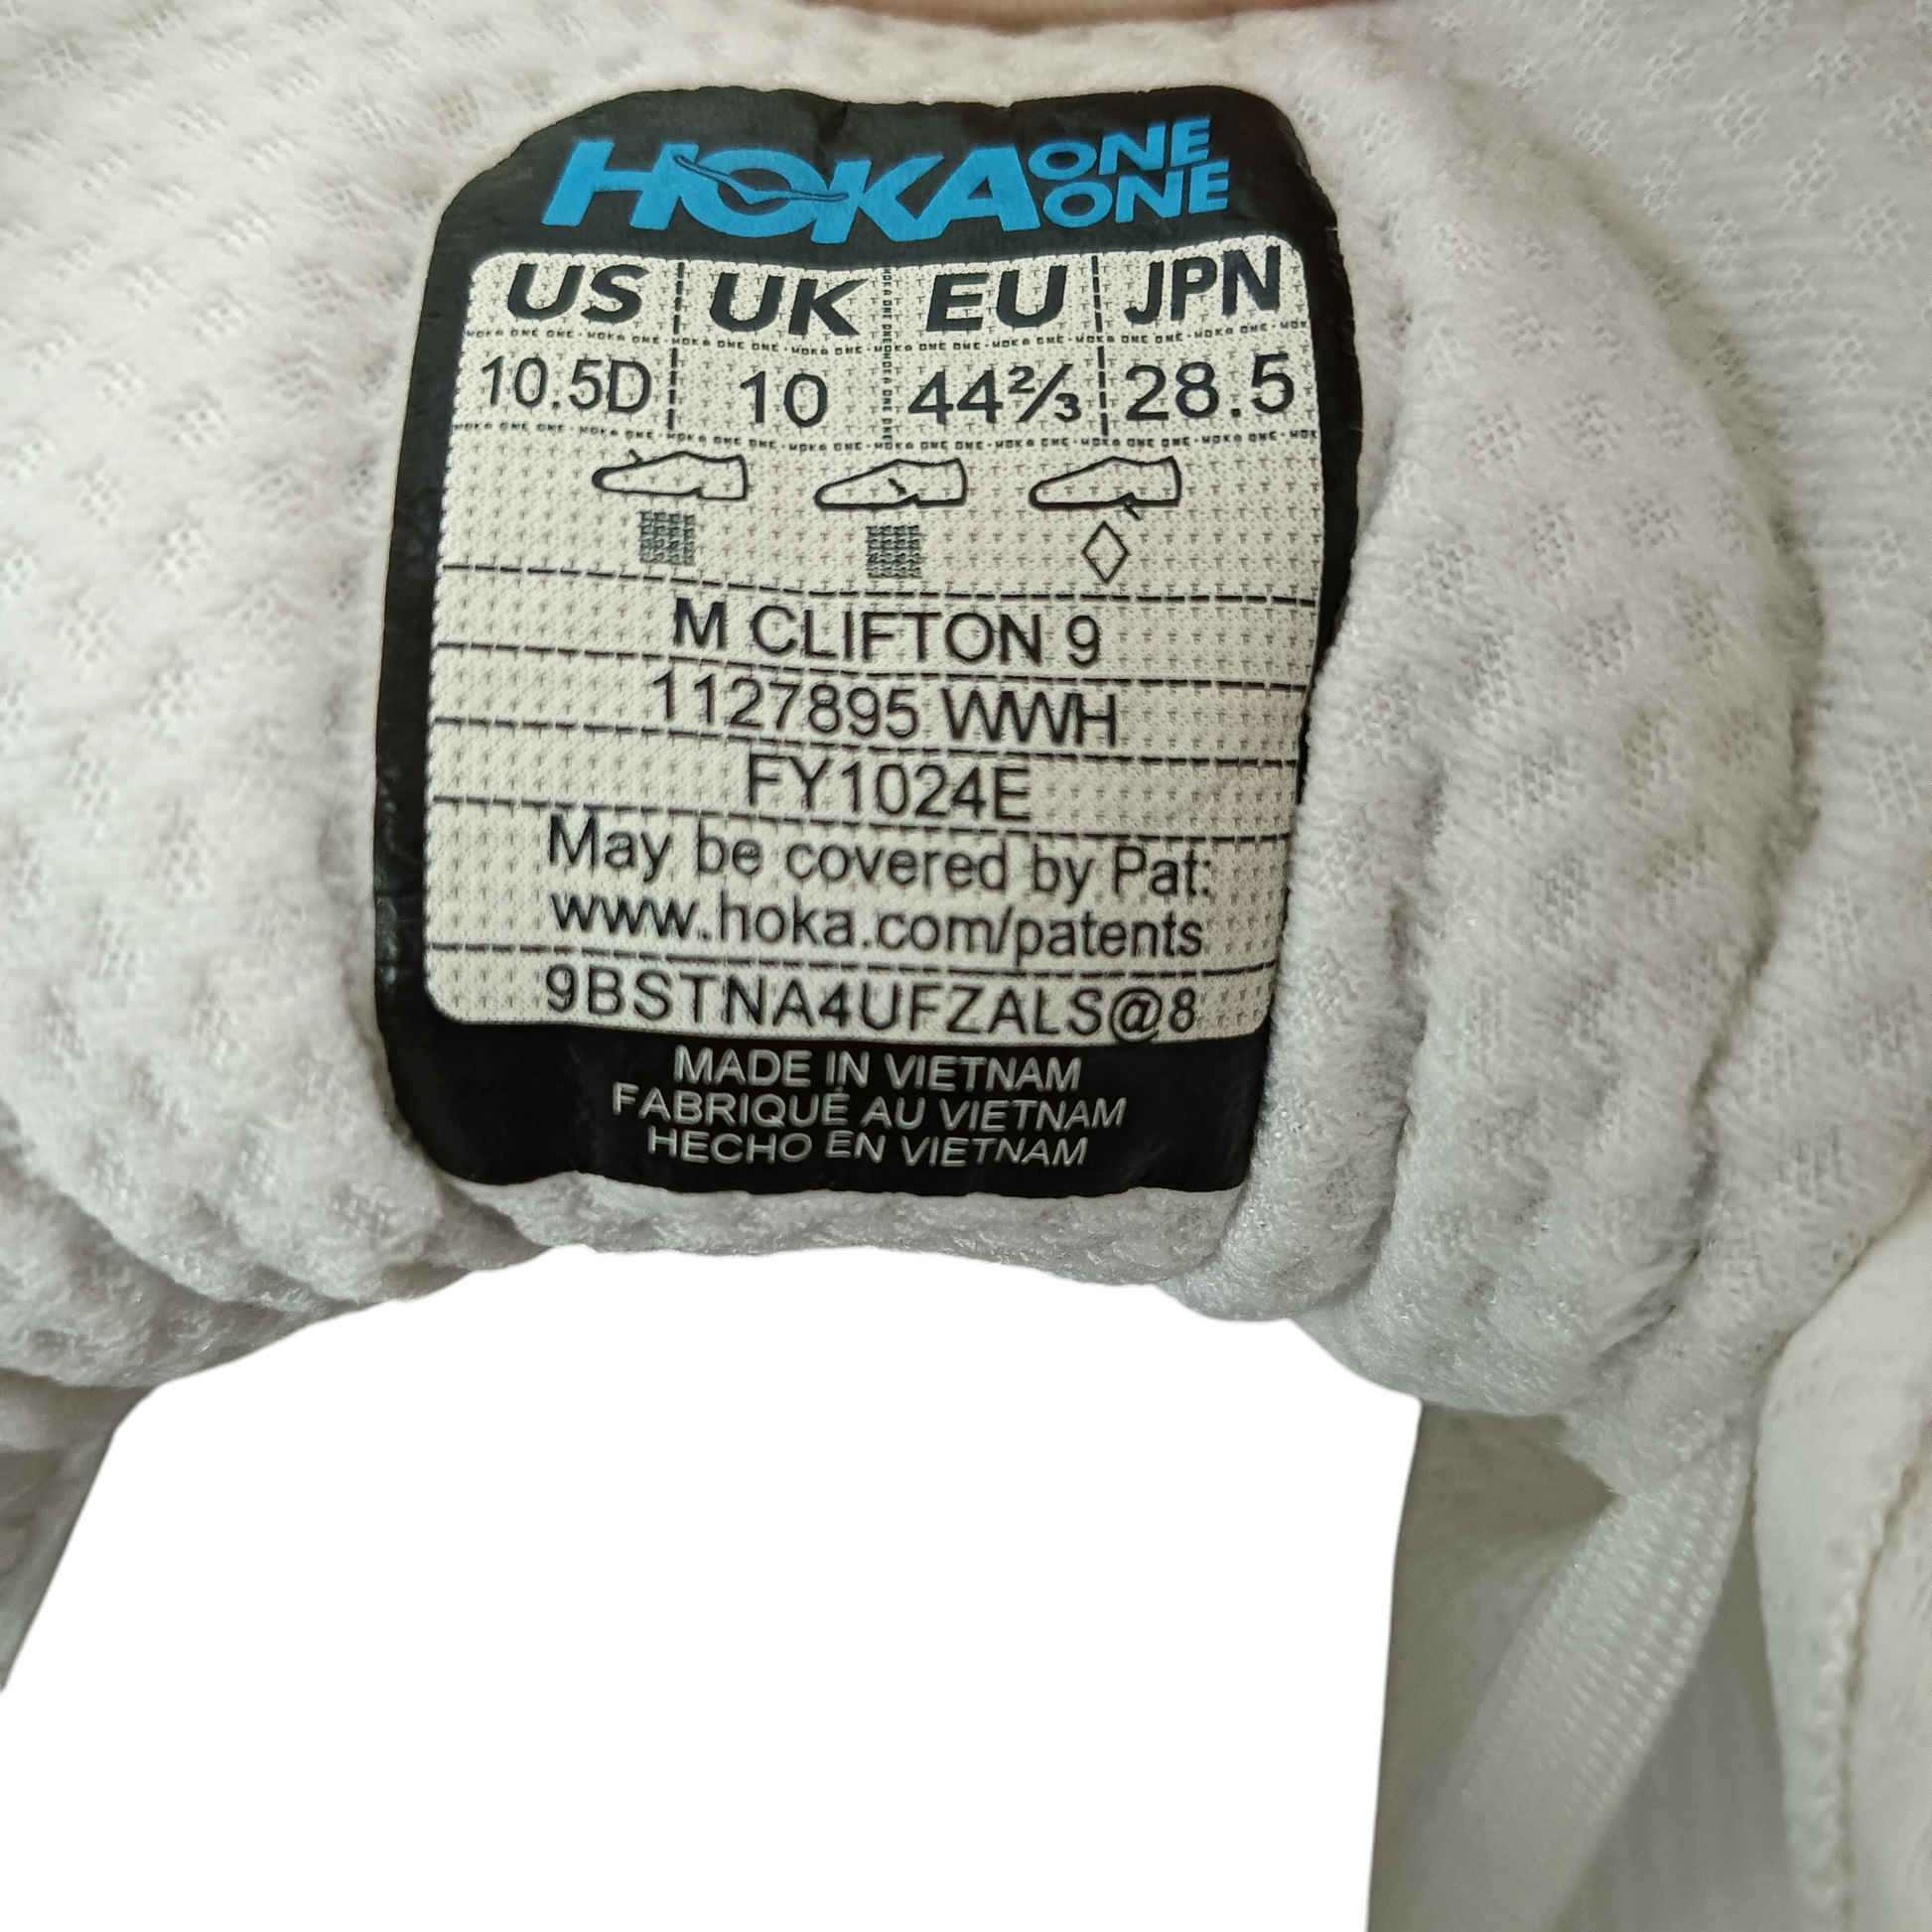 HOKA ONE ONE
US UK EU JPN
10.5D 10 44⅔ 28.5
M CLIFTON 9
1127895 WWH
FY1024E
May be covered by Pat:
www.hoka.com/patents
9BSTNA4UFZALS@8
MADE IN VIETNAM
FABRIQUÉ AU VIETNAM
HECHO EN VIETNAM